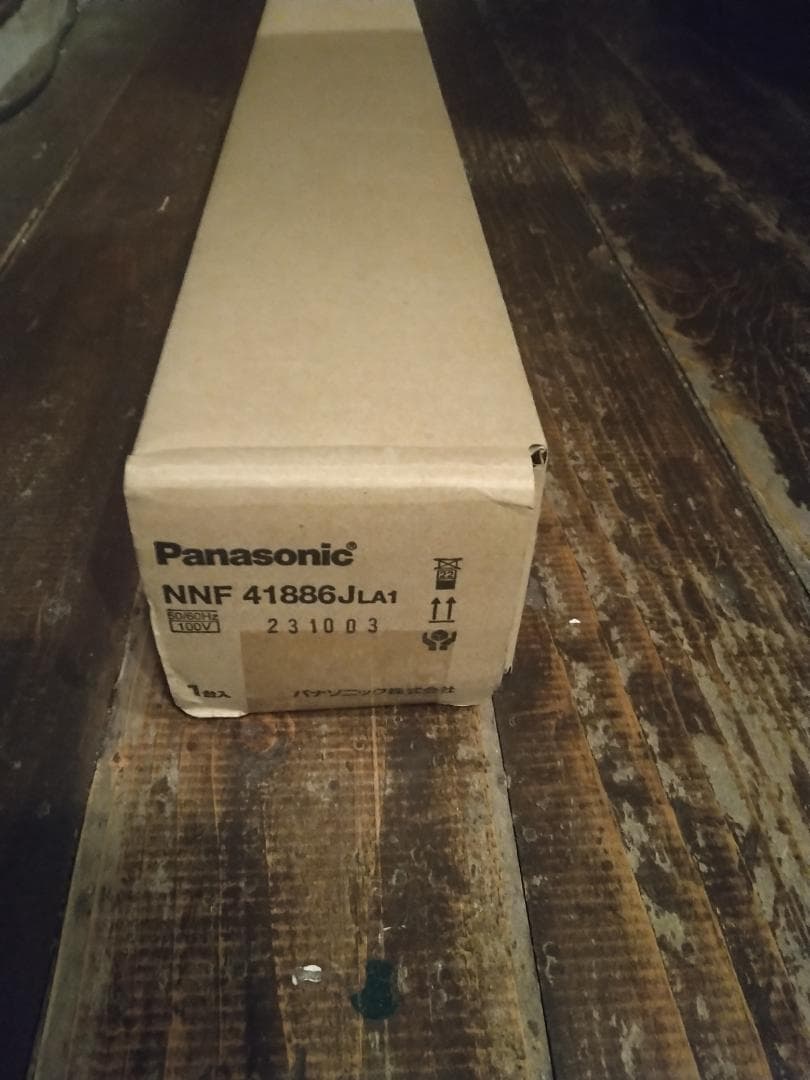 Panasonic®
NNF 41886JLA1
50/60Hz
100V
231003
22
1台入
パナソニック株式会社